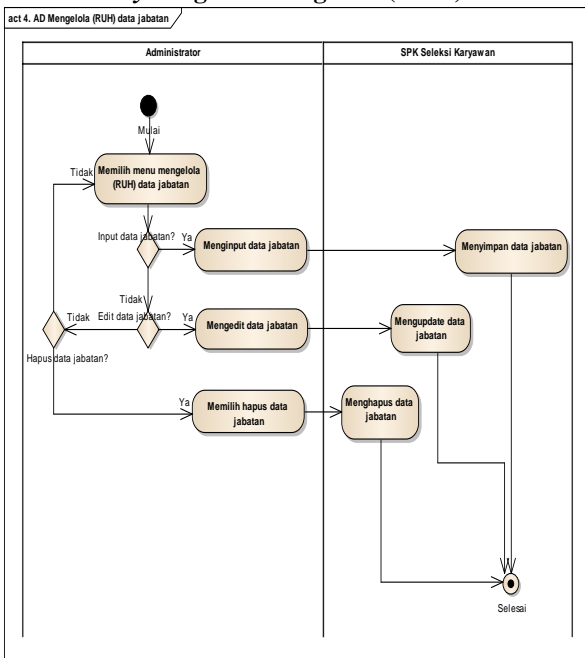 act 4. AD Mengelola (RUH) data jabatan
Administrator
SPK Seleksi Karyawan
Mulai
Memilih menu mengelola
(RUH) data jabatan
Tidak
Input data jabatan?
Ya
Menginput data jabatan
Menyimpan data jabatan
Tidak
Edit data jabatan?
Ya
Mengedit data jabatan
Mengupdate data
jabatan
Tidak
Hapus data jabatan?
Ya
Memilih hapus data
jabatan
Menghapus data
jabatan
Selesai